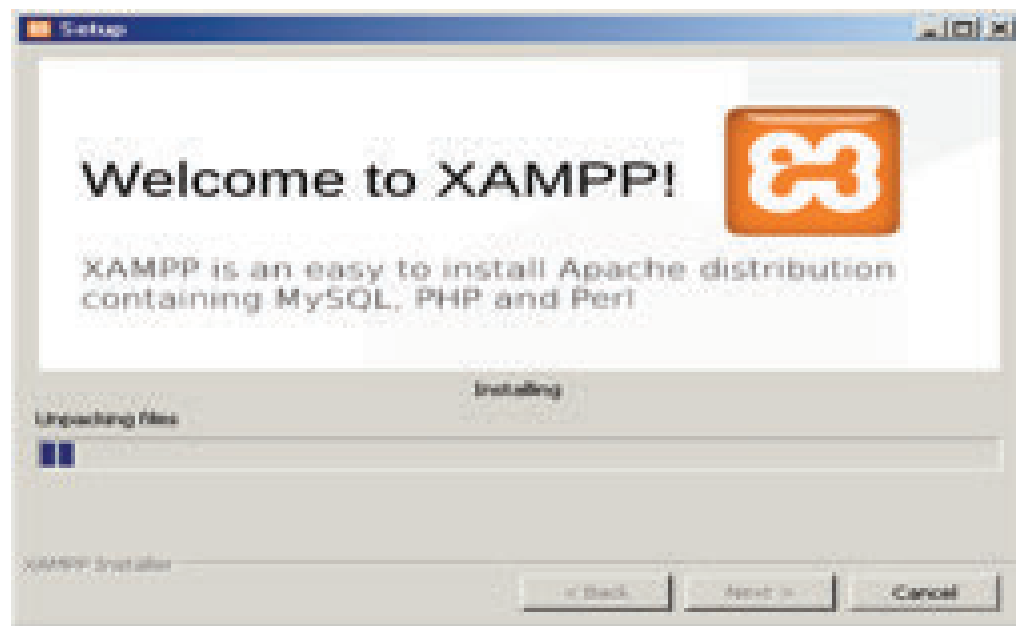 Setup
Welcome to XAMPP!
XAMPP is an easy to install Apache distribution
containing MySQL, PHP and Perl
Installing
Unpacking files
XAMPP Installer
< Back
Next >
Cancel